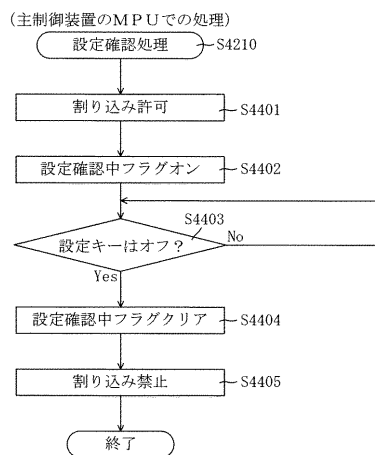 (主制御装置のMPUでの処理)
設定確認処理 S4210
割り込み許可 S4401
設定確認中フラグオン S4402
S4403
設定キーはオフ? No
Yes
設定確認中フラグクリア S4404
割り込み禁止 S4405
終了